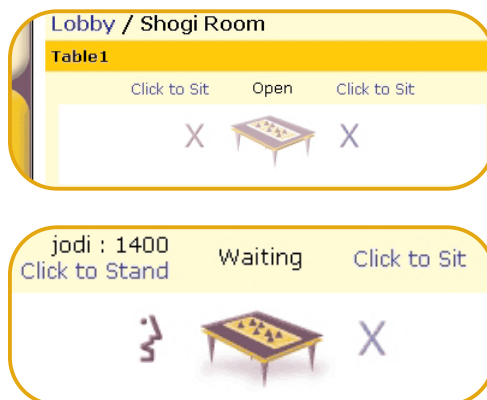 Lobby / Shogi Room
Table1
Click to Sit Open Click to Sit
X X
jodi : 1400
Click to Stand Waiting Click to Sit
X